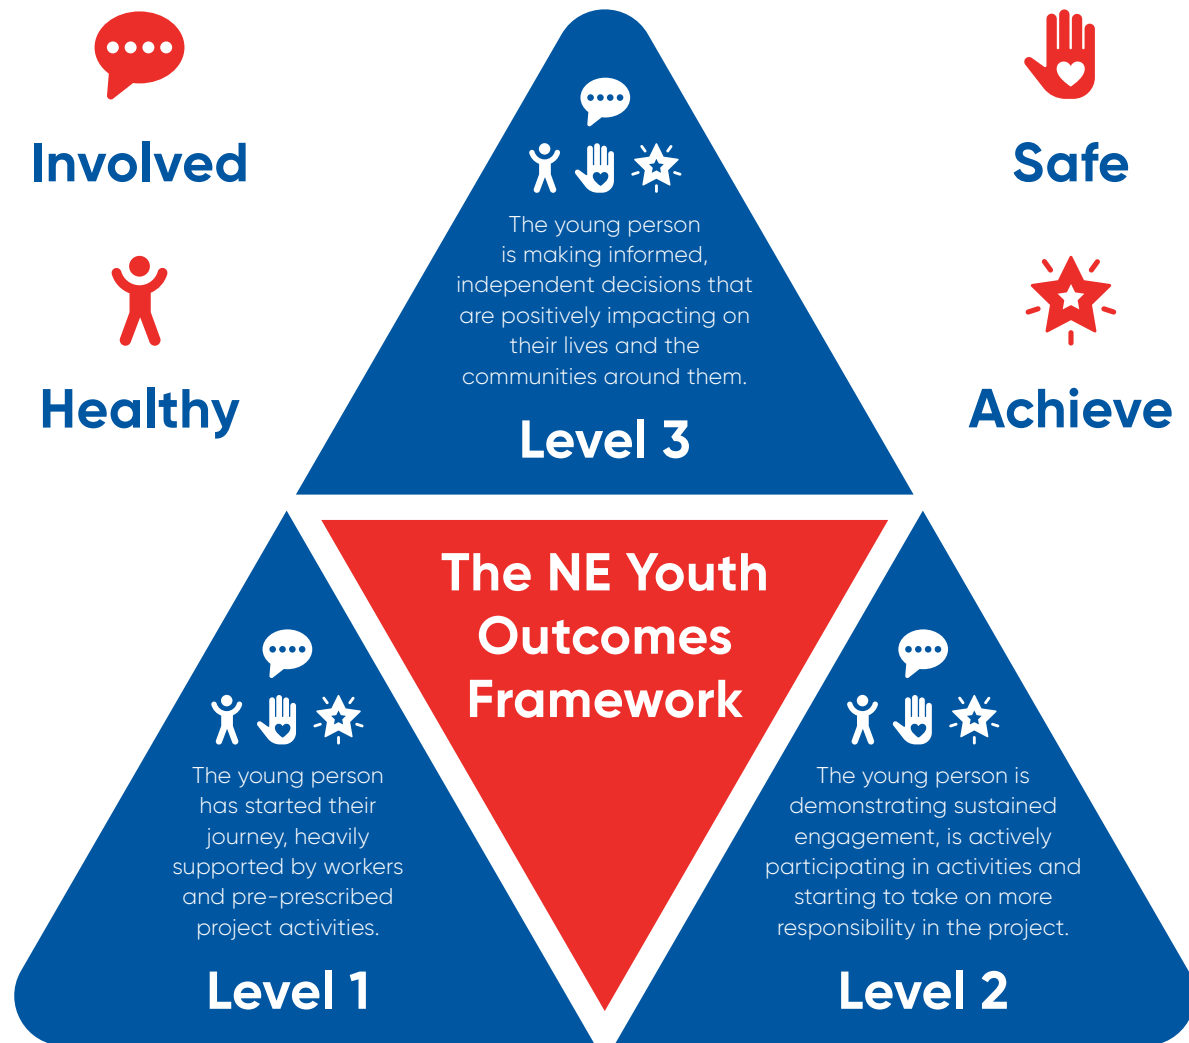 Involved
Healthy
Safe
Achieve
The young person
is making informed,
independent decisions that
are positively impacting on
their lives and the
communities around them.
Level 3
The NE Youth
Outcomes
Framework
The young person
has started their
journey, heavily
supported by workers
and pre-prescribed
project activities.
Level 1
The young person is
demonstrating sustained
engagement, is actively
participating in activities and
starting to take on more
responsibility in the project.
Level 2